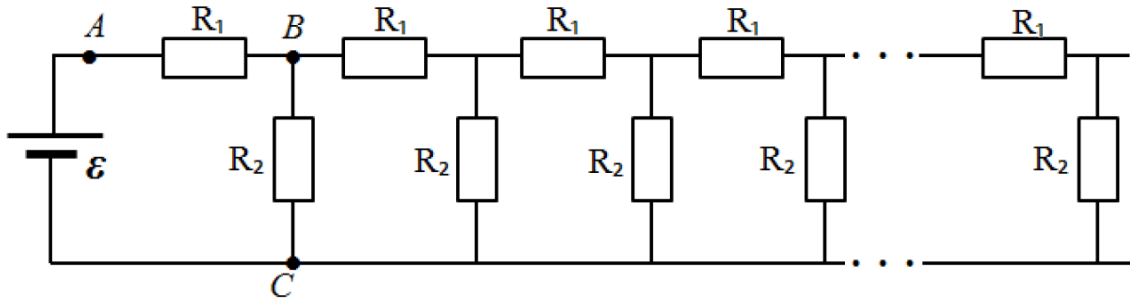 A R₁ B R₁ R₁ R₁ · · · R₁
ε R₂ R₂ R₂ R₂ R₂
C · · ·